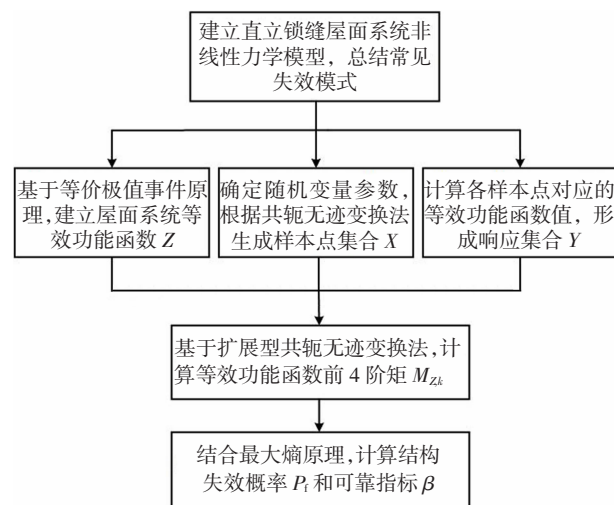 建立直立锁缝屋面系统非
线性力学模型，总结常见
失效模式
基于等价极值事件原
理,建立屋面系统等
效功能函数 Z
确定随机变量参数,
根据共轭无迹变换法
生成样本点集合 X
计算各样本点对应的
等效功能函数值，形
成响应集合 Y
基于扩展型共轭无迹变换法,计
算等效功能函数前 4 阶矩 M_{Z,k}
结合最大熵原理,计算结构
失效概率 P_f 和可靠指标 β